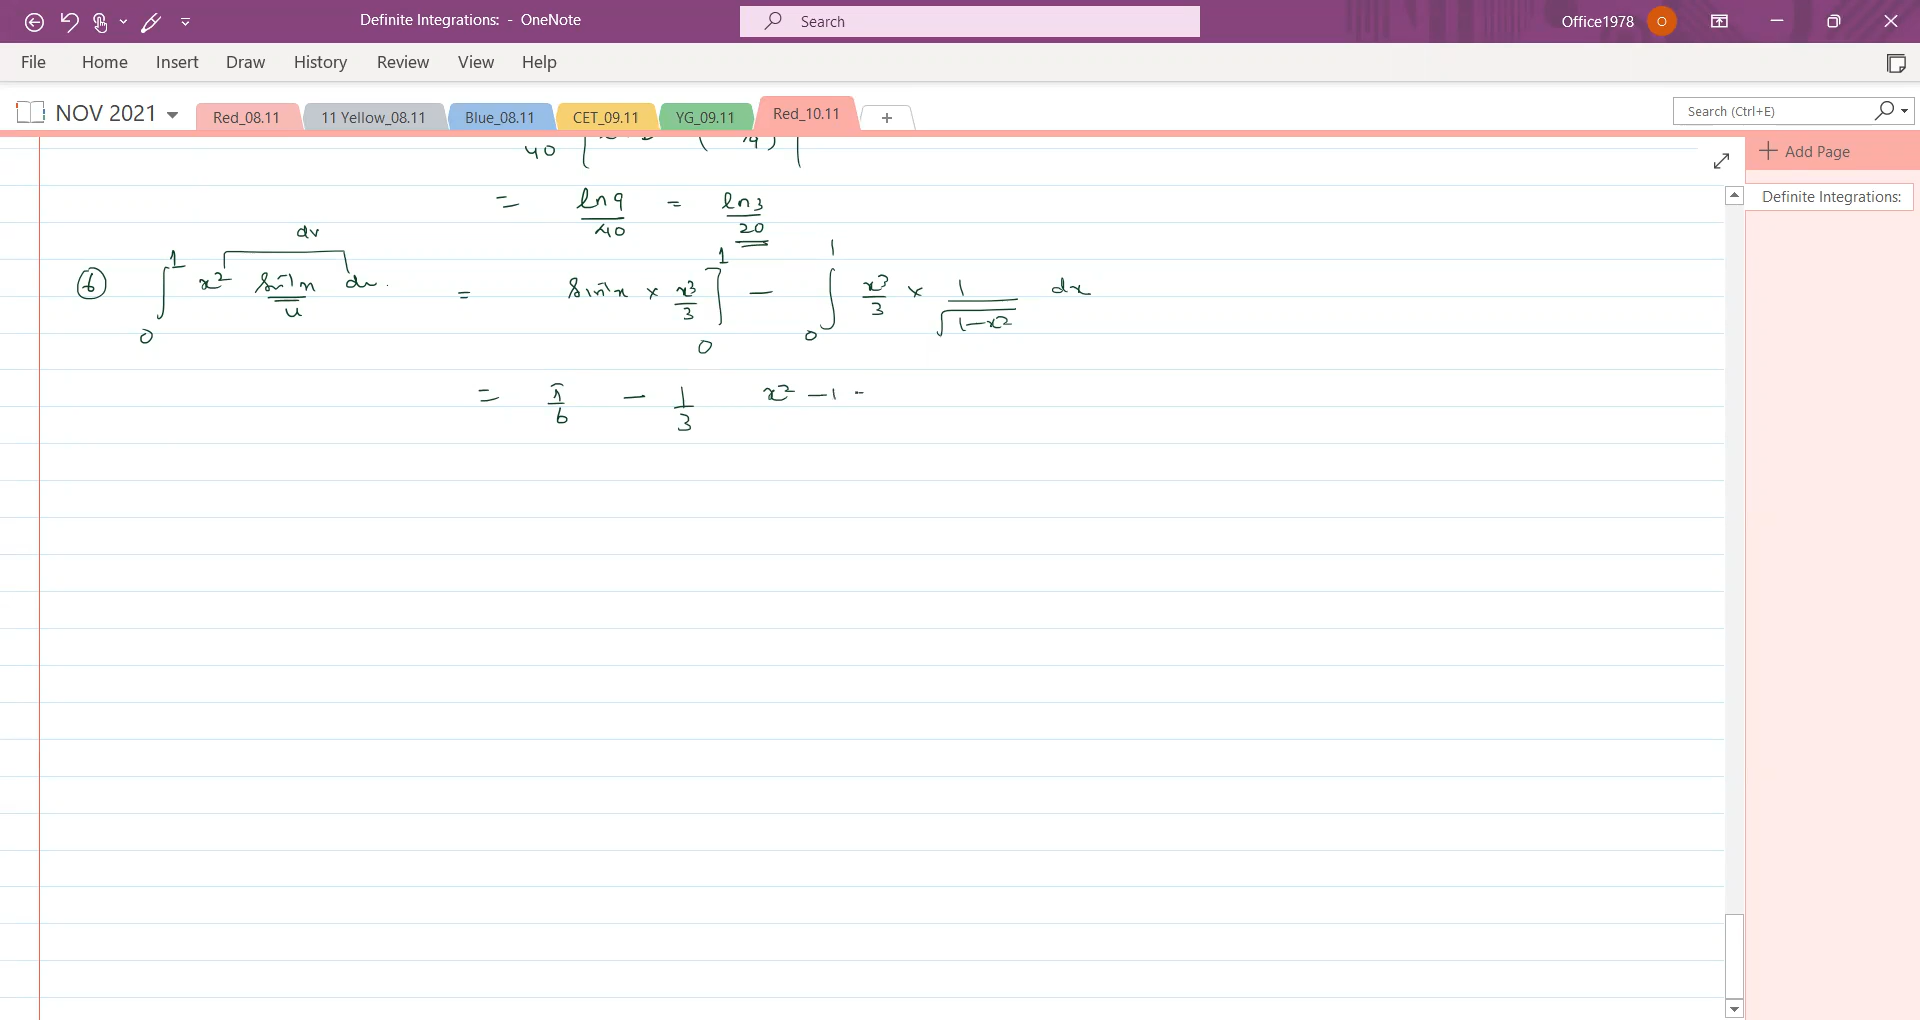 Definite Integrations: - OneNote
Search
Office1978 O
File Home Insert Draw History Review View Help
NOV 2021
Red_08.11 11 Yellow_08.11 Blue_08.11 CET_09.11 YG_09.11 Red_10.11 +
Search (Ctrl+E)
Add Page
Definite Integrations:
40
= ln9/40 = ln3/20
dv
⑥ ∫₀¹ x² sin⁻¹x dx = sin⁻¹x × x³/3 ]₀¹ − ∫₀¹ x³/3 × 1/√(1−x²) dx
u
= π/6 − 1/3 x² −1